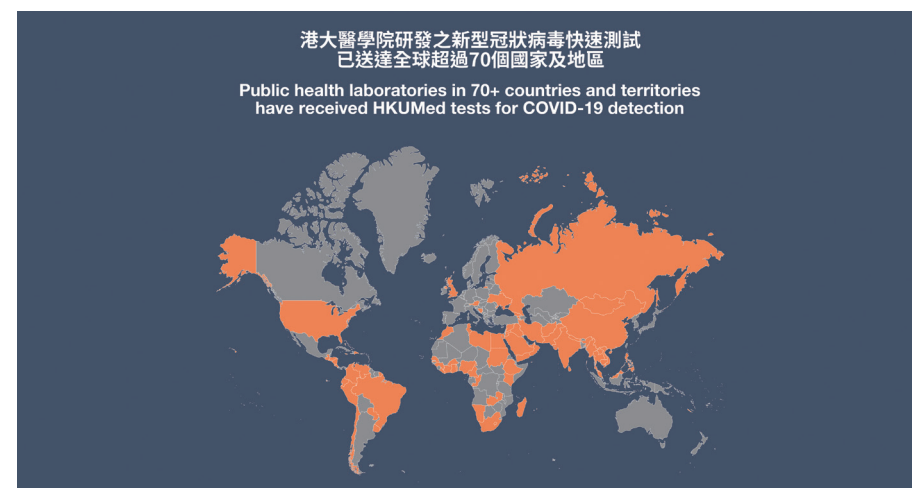 港大醫學院研發之新型冠狀病毒快速測試
已送達全球超過70個國家及地區
Public health laboratories in 70+ countries and territories
have received HKUMed tests for COVID-19 detection